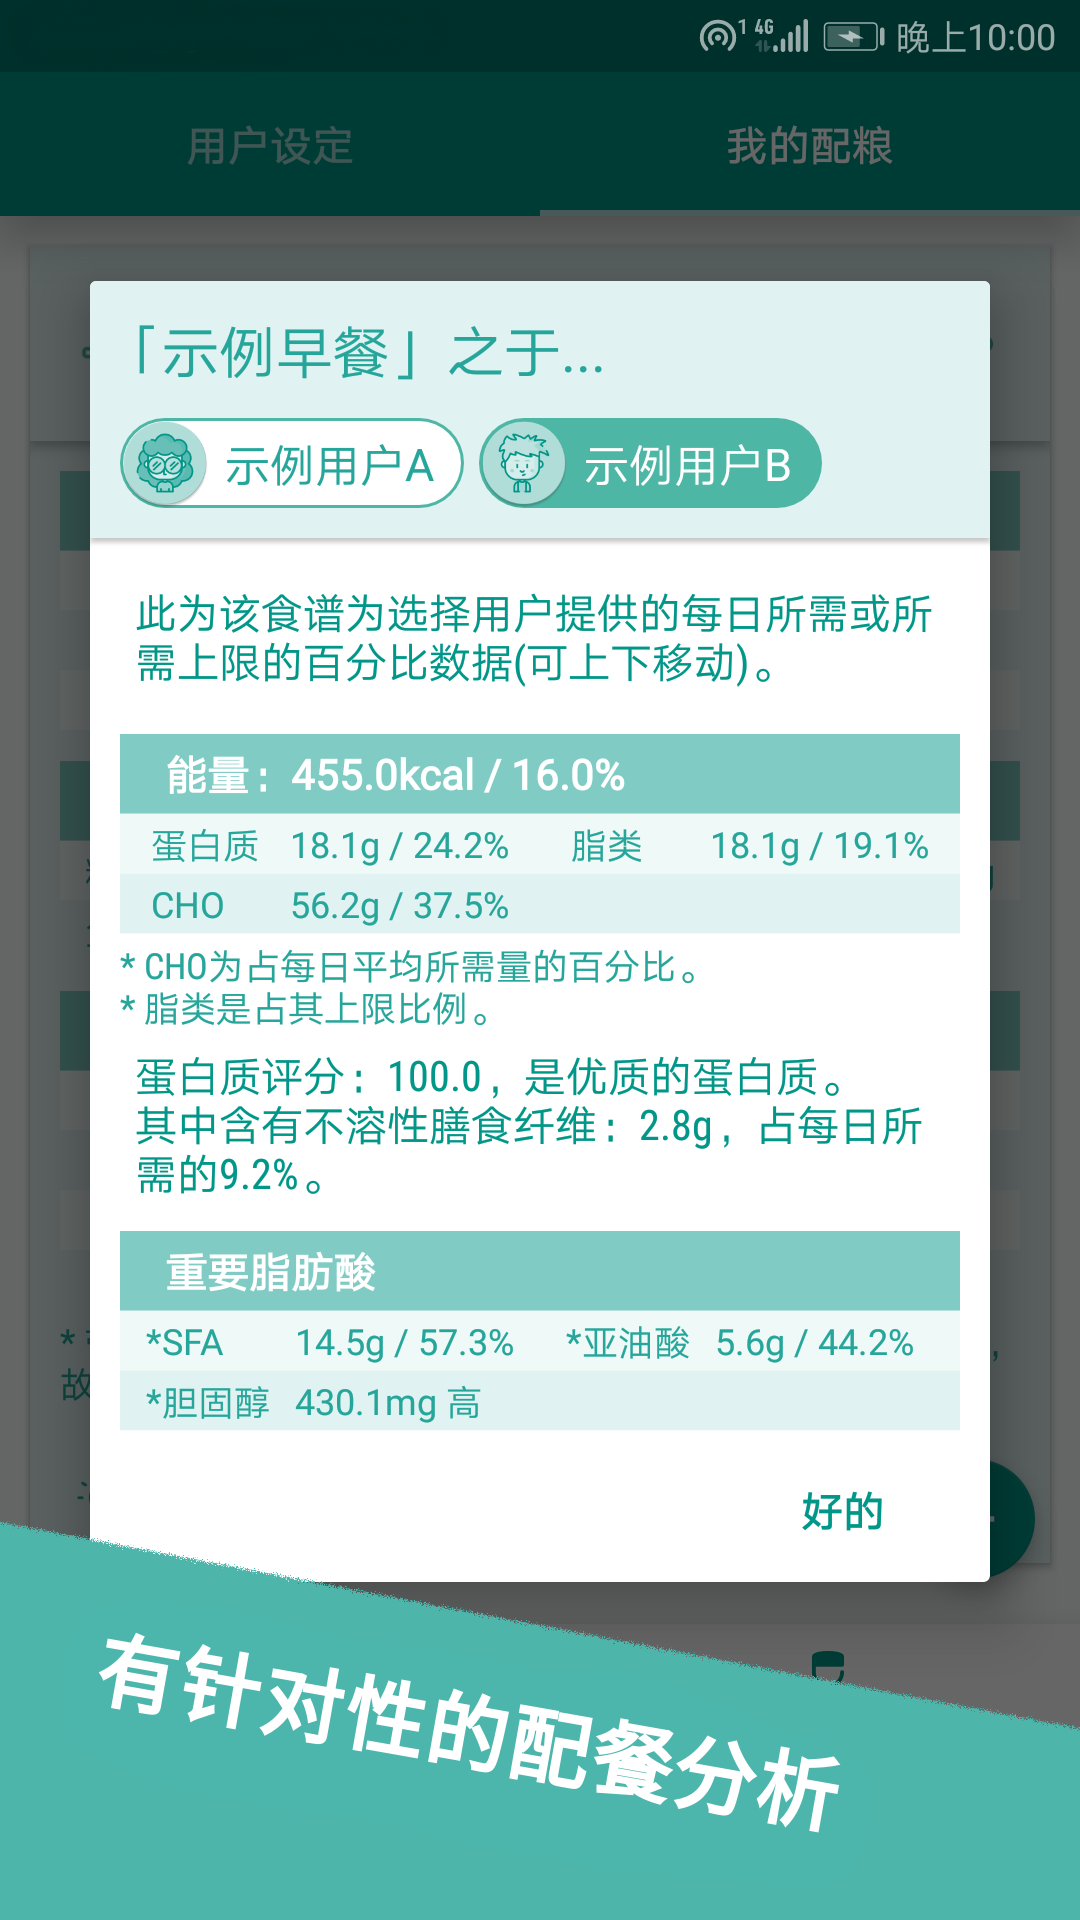 1 4G 晚上10:00
用户设定 我的配粮
「示例早餐」之于...
示例用户A 示例用户B
此为该食谱为选择用户提供的每日所需或所
需上限的百分比数据(可上下移动)。
能量：455.0kcal / 16.0%
蛋白质 18.1g / 24.2% 脂类 18.1g / 19.1%
CHO 56.2g / 37.5%
* CHO为占每日平均所需量的百分比。
* 脂类是占其上限比例。
蛋白质评分：100.0，是优质的蛋白质。
其中含有不溶性膳食纤维：2.8g，占每日所
需的9.2%。
重要脂肪酸
*SFA 14.5g / 57.3% *亚油酸 5.6g / 44.2%
*胆固醇 430.1mg 高
*
故
好的
有针对性的配餐分析